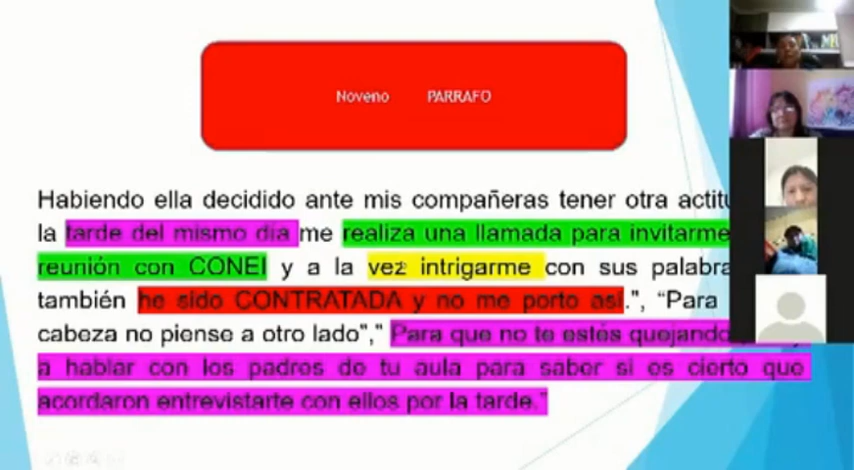 Noveno PARRAFO
Habiendo ella decidido ante mis compañeras tener otra
la tarde del mismo día me realiza una llamada para invitarme
reunión con CONEI y a la vez intrigarme con sus
también he sido CONTRATADA y no me porto así.", "Para
cabeza no piense a otro lado"," Para que no te estés quejando
a hablar con los padres de tu aula para saber si es cierto que
acordaron entrevistarte con ellos por la tarde."